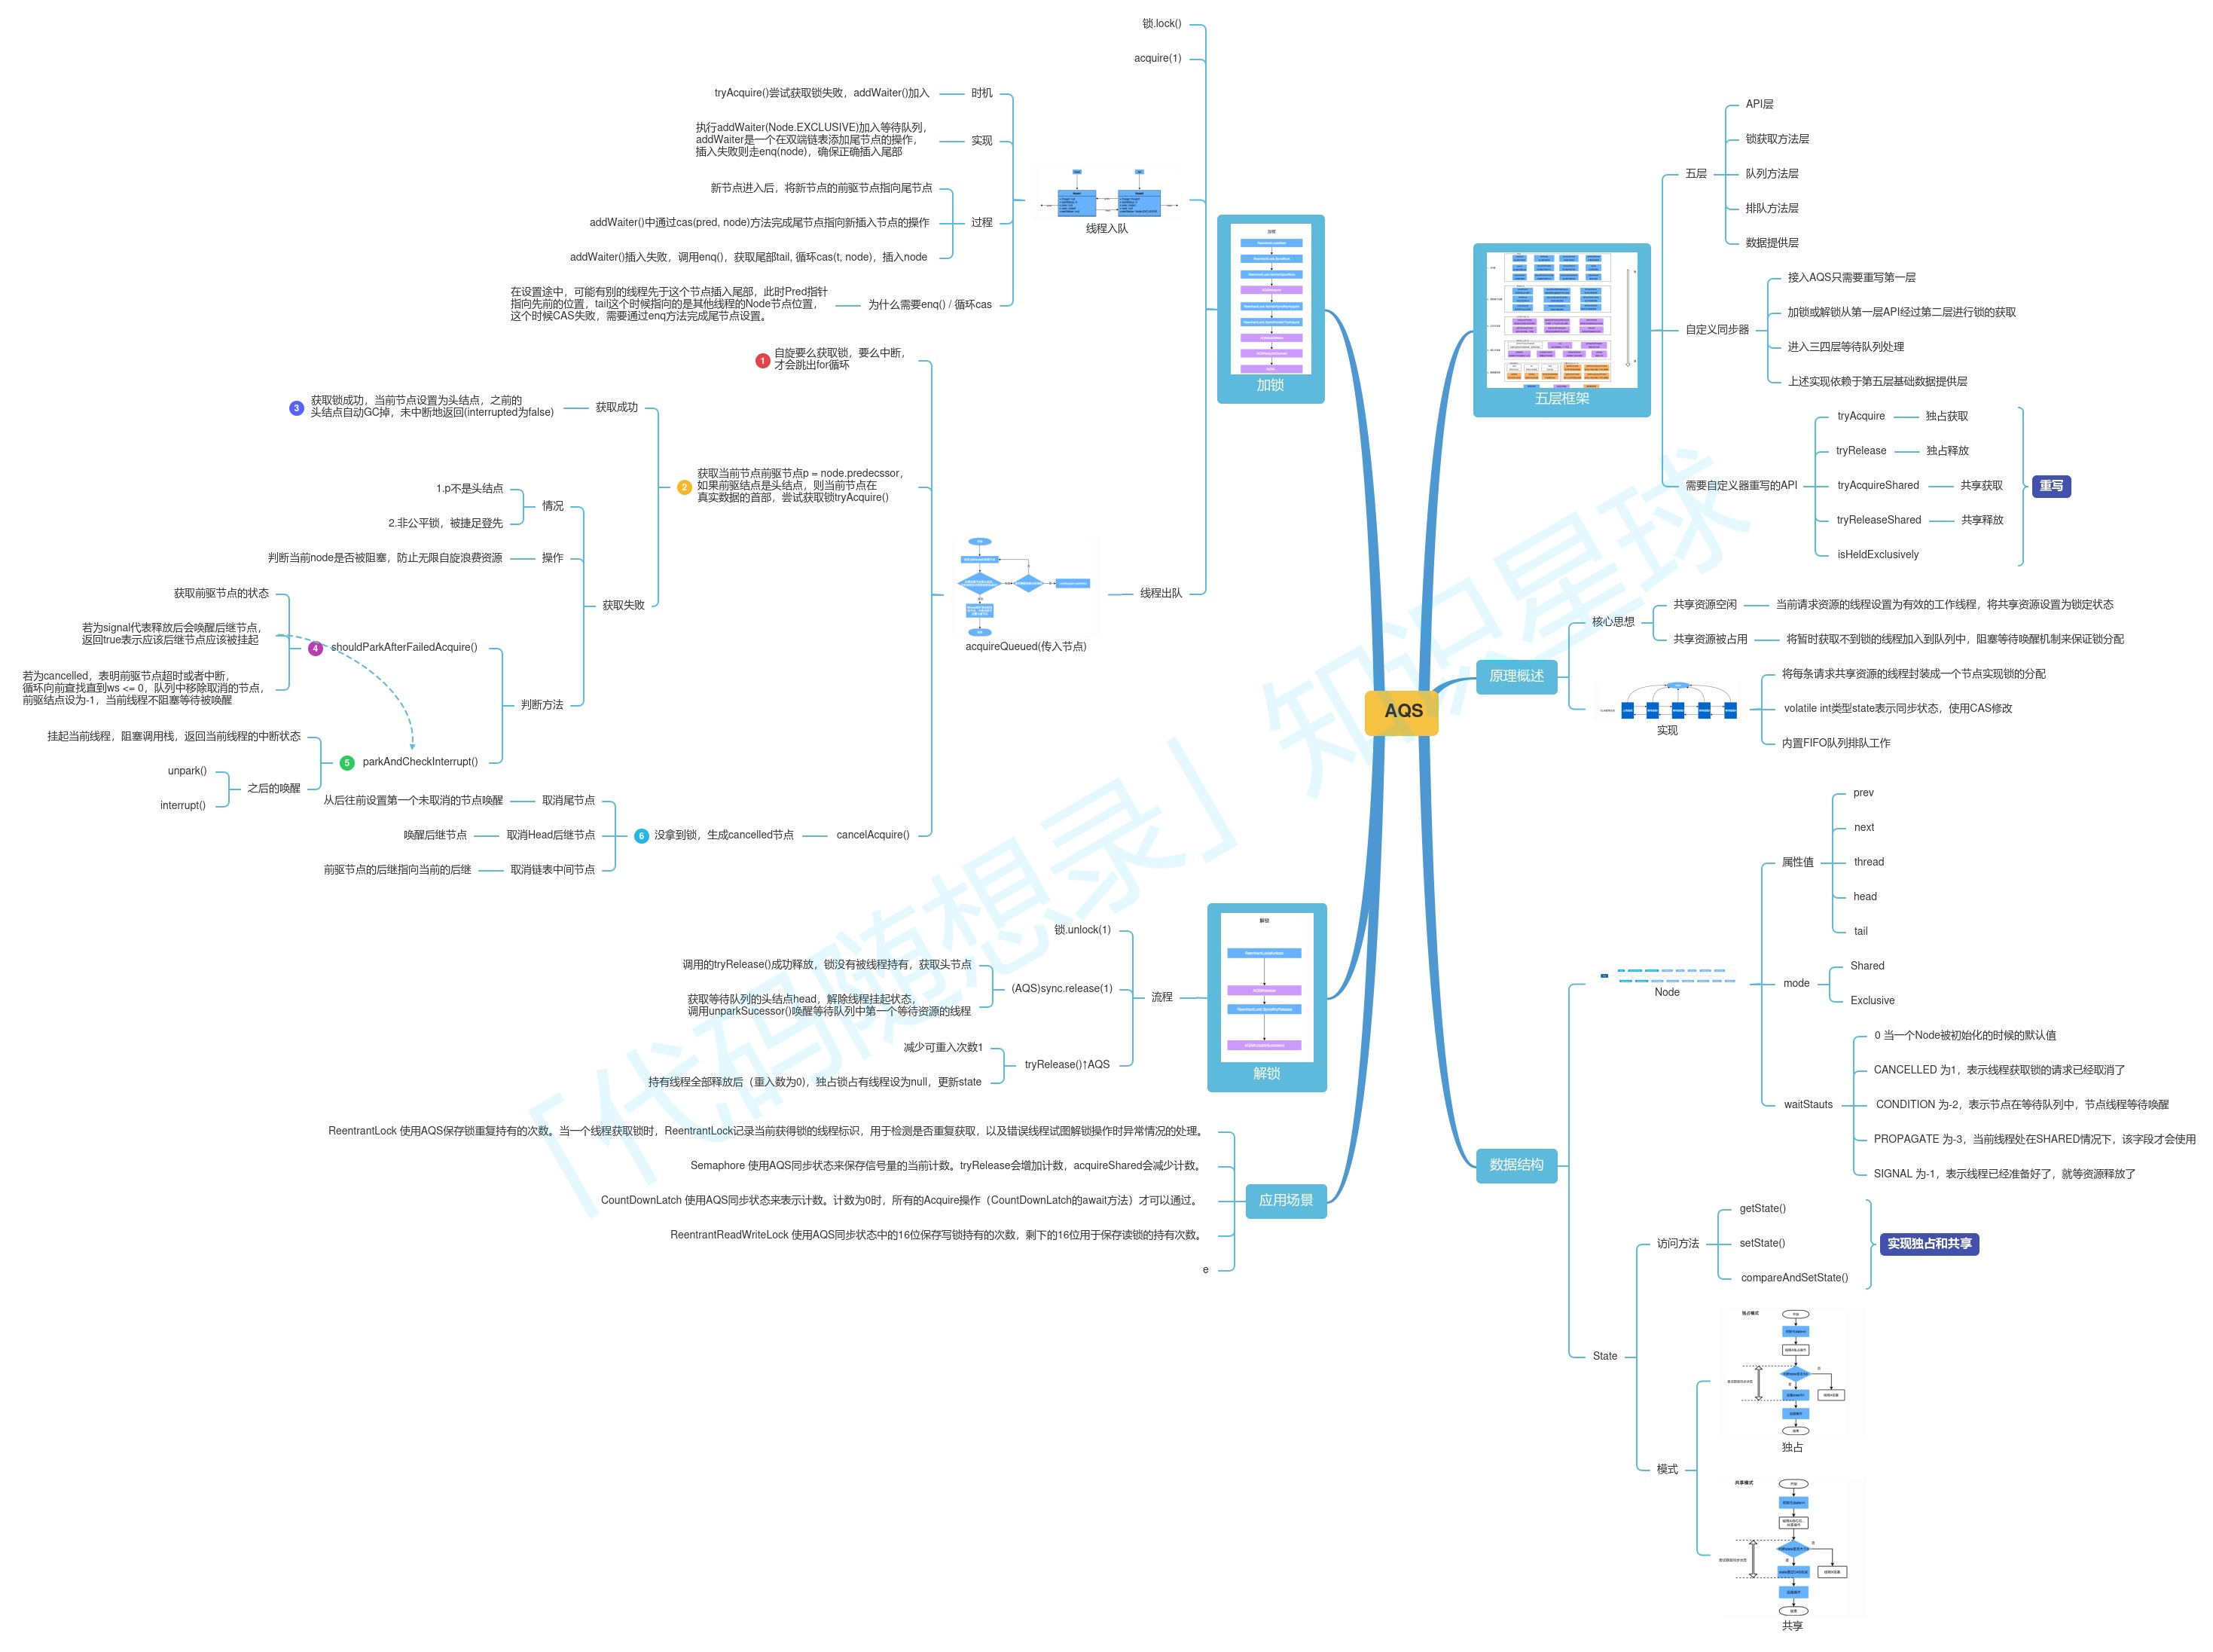 AQS
加锁
锁.lock()
acquire(1)
线程入队
时机
tryAcquire()尝试获取锁失败，addWaiter()加入
实现
执行addWaiter(Node.EXCLUSIVE)加入等待队列，
addWaiter是一个在双端链表添加尾节点的操作，
插入失败则走enq(node)，确保正确插入尾部
过程
新节点进入后，将新节点的前驱节点指向尾节点
addWaiter()中通过cas(pred, node)方法完成尾节点指向新插入节点的操作
addWaiter()插入失败，调用enq()，获取尾部tail, 循环cas(t, node)，插入node
为什么需要enq() / 循环cas
在设置途中，可能有别的线程先于这个节点插入尾部，此时Pred指针
指向先前的位置，tail这个时候指向的是其他线程的Node节点位置，
这个时候CAS失败，需要通过enq方法完成尾节点设置。
线程出队
acquireQueued(传入节点)
1
自旋要么获取锁，要么中断，
才会跳出for循环
2
获取当前节点前驱节点p = node.predecssor，
如果前驱结点是头结点，则当前节点在
真实数据的首部，尝试获取锁tryAcquire()
获取成功
3
获取锁成功，当前节点设置为头结点，之前的
头结点自动GC掉，未中断地返回(interrupted为false)
获取失败
情况
1.p不是头结点
2.非公平锁，被捷足登先
操作
判断当前node是否被阻塞，防止无限自旋浪费资源
判断方法
shouldParkAfterFailedAcquire()
4
获取前驱节点的状态
若为signal代表释放后会唤醒后继节点，
返回true表示应该后继节点应该被挂起
若为cancelled，表明前驱节点超时或者中断，
循环向前查找直到ws <= 0，队列中移除取消的节点，
前驱结点设为-1，当前线程不阻塞等待被唤醒
parkAndCheckInterrupt()
5
挂起当前线程，阻塞调用栈，返回当前线程的中断状态
之后的唤醒
unpark()
interrupt()
cancelAcquire()
没拿到锁，生成cancelled节点
6
取消尾节点
从后往前设置第一个未取消的节点唤醒
取消Head后继节点
唤醒后继节点
取消链表中间节点
前驱节点的后继指向当前的后继
解锁
流程
锁.unlock(1)
(AQS)sync.release(1)
调用的tryRelease()成功释放，锁没有被线程持有，获取头节点
获取等待队列的头结点head，解除线程挂起状态，
调用unparkSucessor()唤醒等待队列中第一个等待资源的线程
tryRelease()↑AQS
减少可重入次数1
持有线程全部释放后（重入数为0），独占锁占有线程设为null，更新state
应用场景
ReentrantLock 使用AQS保存锁重复持有的次数。当一个线程获取锁时，ReentrantLock记录当前获得锁的线程标识，用于检测是否重复获取，以及错误线程试图解锁操作时异常情况的处理。
Semaphore 使用AQS同步状态来保存信号量的当前计数。tryRelease会增加计数，acquireShared会减少计数。
CountDownLatch 使用AQS同步状态来表示计数。计数为0时，所有的Acquire操作（CountDownLatch的await方法）才可以通过。
ReentrantReadWriteLock 使用AQS同步状态中的16位保存写锁持有的次数，剩下的16位用于保存读锁的持有次数。
e
五层框架
五层
API层
锁获取方法层
队列方法层
排队方法层
数据提供层
自定义同步器
接入AQS只需要重写第一层
加锁或解锁从第一层API经过第二层进行锁的获取
进入三四层等待队列处理
上述实现依赖于第五层基础数据提供层
需要自定义器重写的API
tryAcquire
独占获取
tryRelease
独占释放
tryAcquireShared
共享获取
tryReleaseShared
共享释放
isHeldExclusively
重写
原理概述
核心思想
共享资源空闲
当前请求资源的线程设置为有效的工作线程，将共享资源设置为锁定状态
共享资源被占用
将暂时获取不到锁的线程加入到队列中，阻塞等待唤醒机制来保证锁分配
实现
将每条请求共享资源的线程封装成一个节点实现锁的分配
volatile int类型state表示同步状态，使用CAS修改
内置FIFO队列排队工作
数据结构
Node
属性值
prev
next
thread
head
tail
mode
Shared
Exclusive
waitStauts
0 当一个Node被初始化的时候的默认值
CANCELLED 为1，表示线程获取锁的请求已经取消了
CONDITION 为-2，表示节点在等待队列中，节点线程等待唤醒
PROPAGATE 为-3，当前线程处在SHARED情况下，该字段才会使用
SIGNAL 为-1，表示线程已经准备好了，就等资源释放了
State
访问方法
getState()
setState()
compareAndSetState()
实现独占和共享
模式
独占模式
独占
共享模式
共享
「代码随想录」知识星球